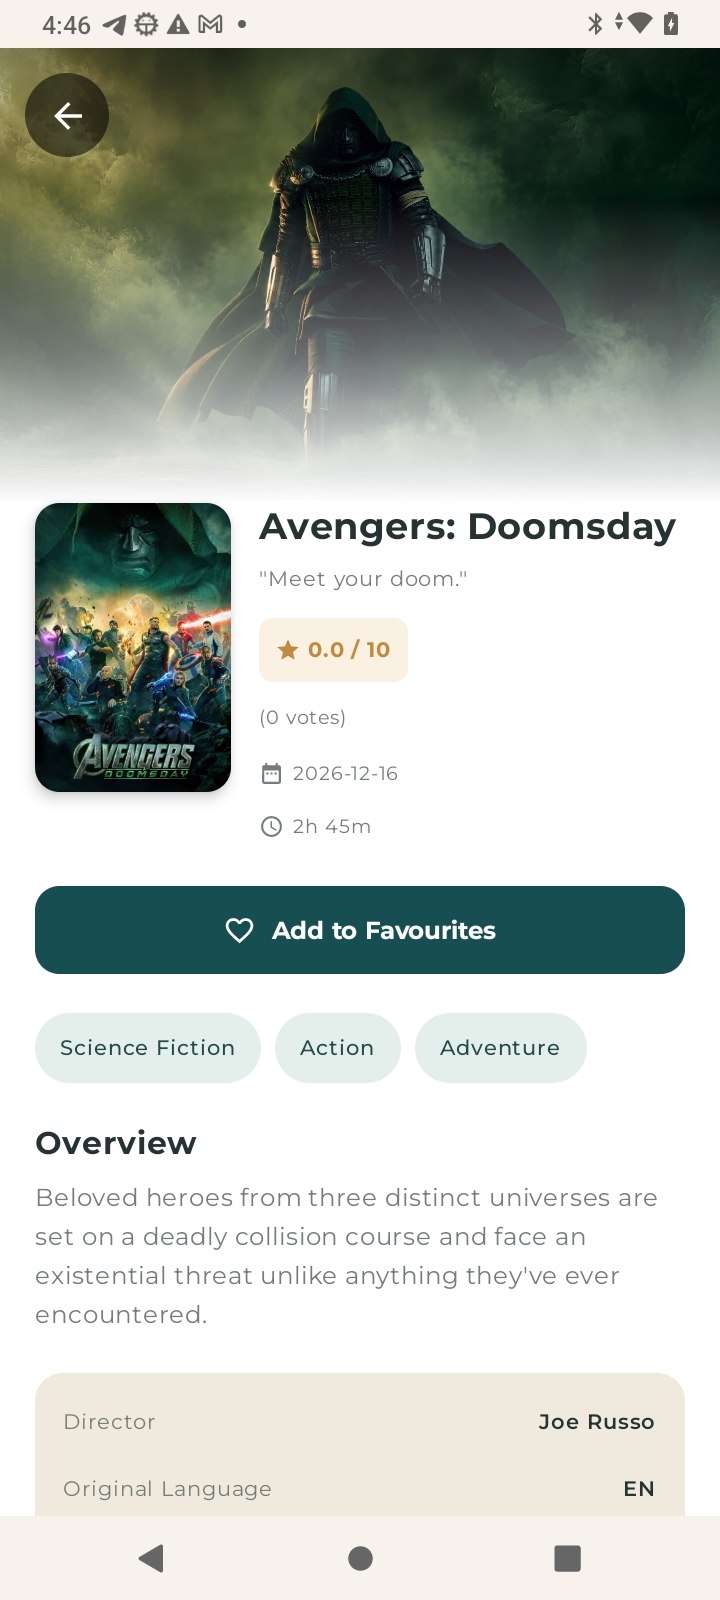 4:46
Avengers: Doomsday
"Meet your doom."
0.0 / 10
(0 votes)
2026-12-16
2h 45m
AVENGERS
DOOMSDAY
Add to Favourites
Science Fiction
Action
Adventure
Overview
Beloved heroes from three distinct universes are
set on a deadly collision course and face an
existential threat unlike anything they've ever
encountered.
Director
Joe Russo
Original Language
EN